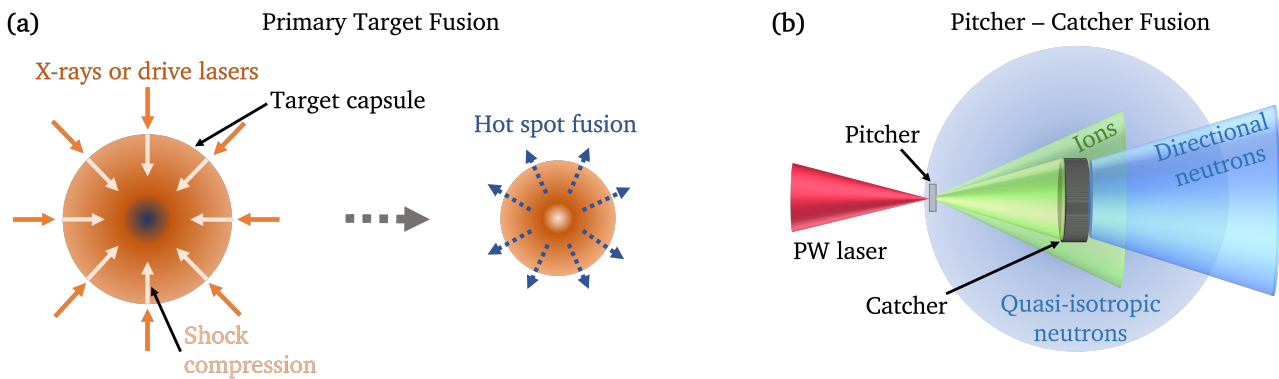 (a)
Primary Target Fusion
X-rays or drive lasers
Target capsule
Hot spot fusion
Shock
compression
(b)
Pitcher – Catcher Fusion
Pitcher
Ions
Directional
neutrons
PW laser
Catcher
Quasi-isotropic
neutrons